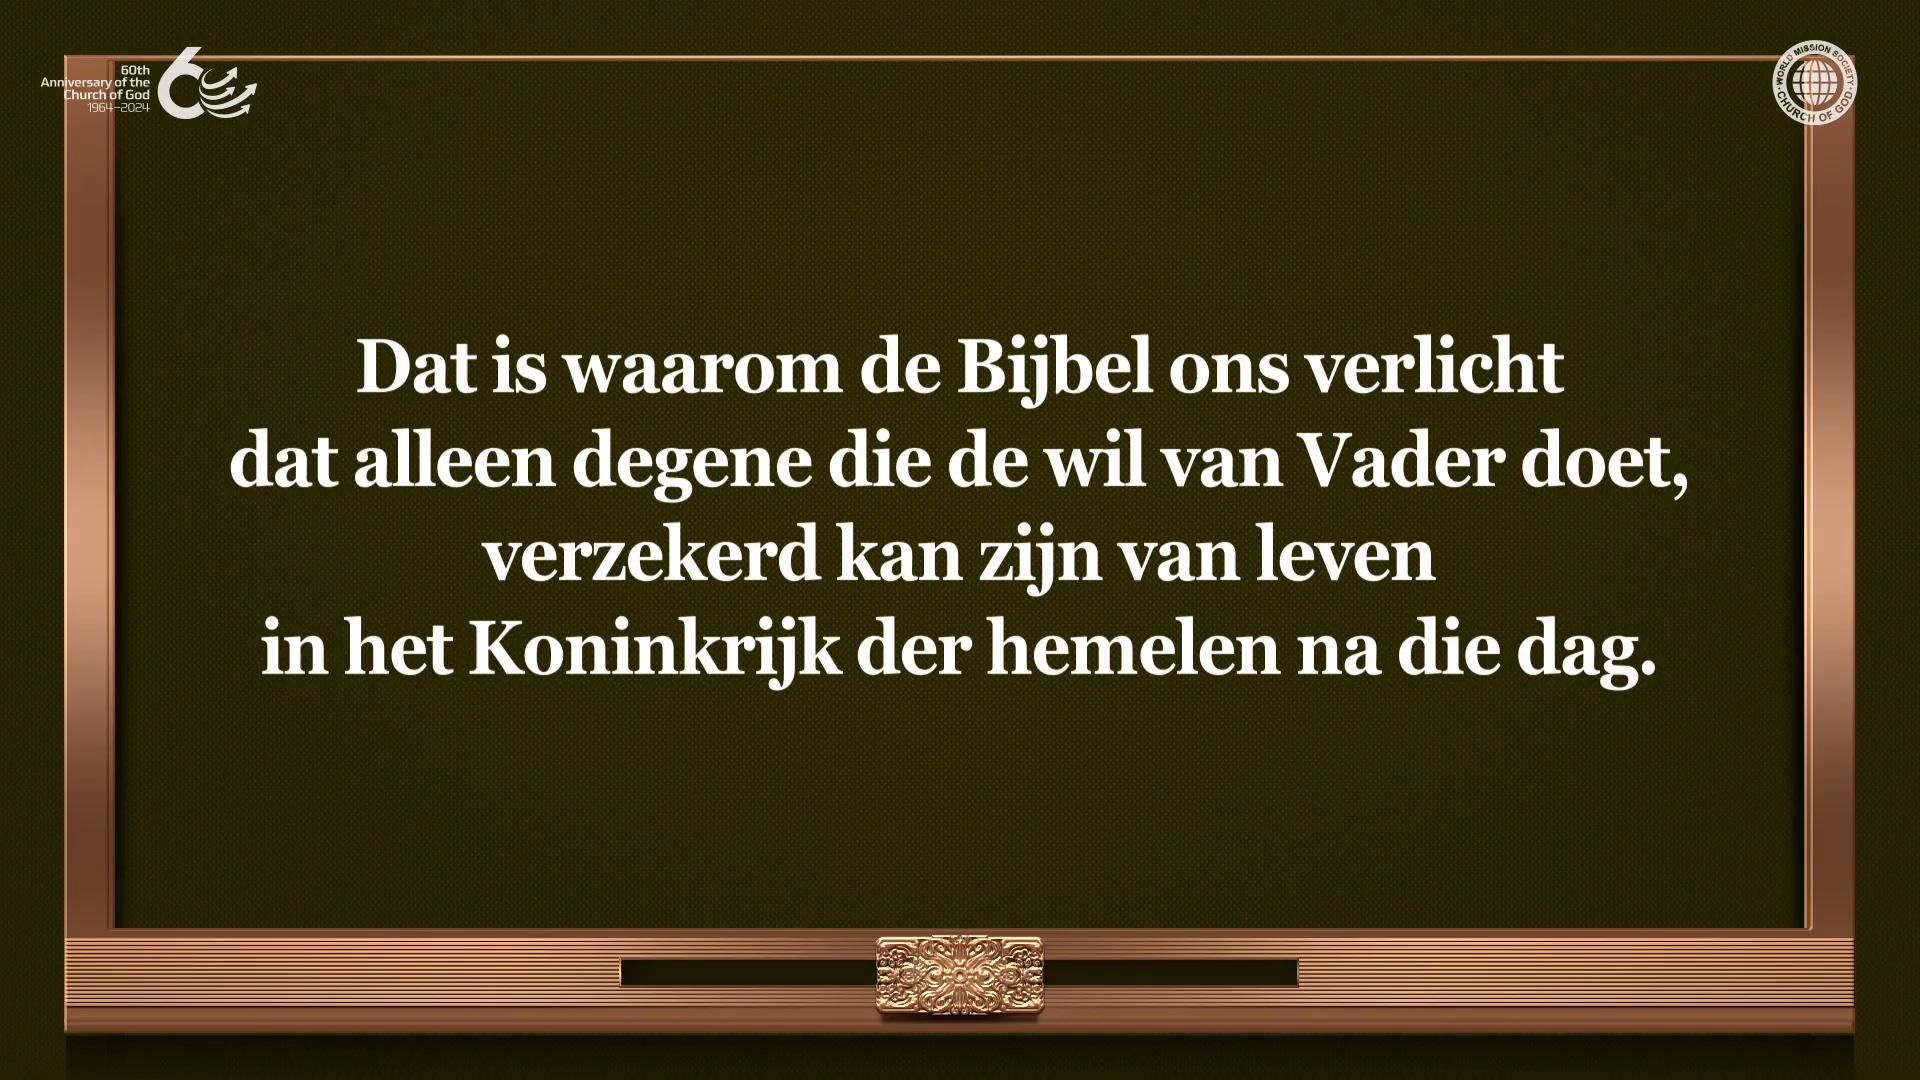 60th
Anniversary of the
Church of God
1964–2024
WORLD MISSION SOCIETY
CHURCH OF GOD
Dat is waarom de Bijbel ons verlicht
dat alleen degene die de wil van Vader doet,
verzekerd kan zijn van leven
in het Koninkrijk der hemelen na die dag.